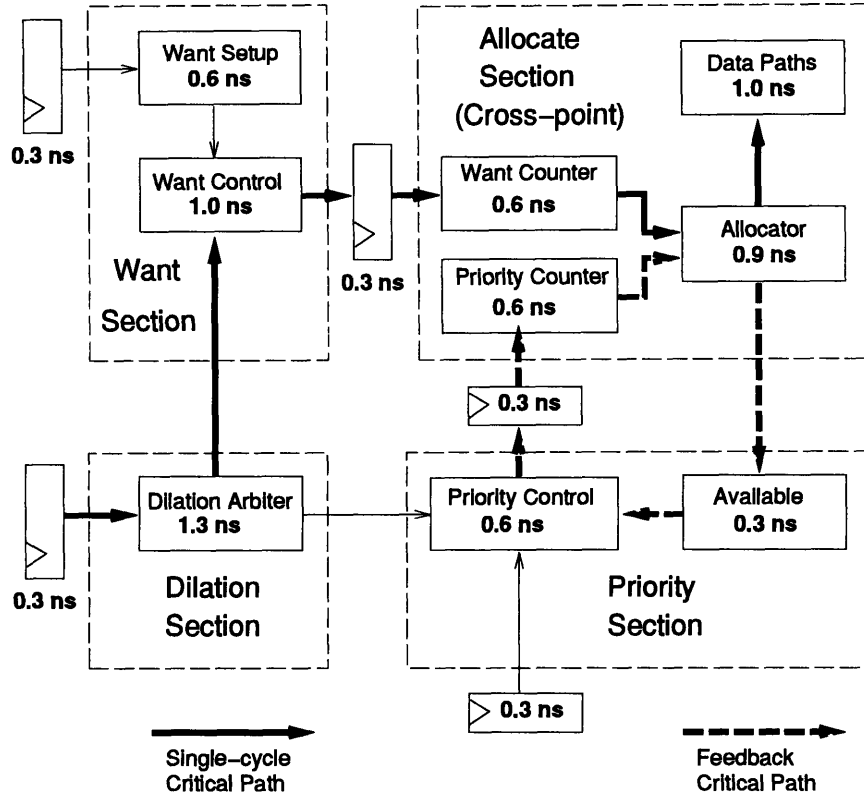 Want Setup
0.6 ns
0.3 ns
Want Control
1.0 ns
Want
Section
0.3 ns
Allocate
Section
(Cross-point)
Data Paths
1.0 ns
Want Counter
0.6 ns
Allocator
0.9 ns
Priority Counter
0.6 ns
0.3 ns
Dilation Arbiter
1.3 ns
0.3 ns
Dilation
Section
Priority Control
0.6 ns
Available
0.3 ns
Priority
Section
0.3 ns
Single-cycle
Critical Path
Feedback
Critical Path